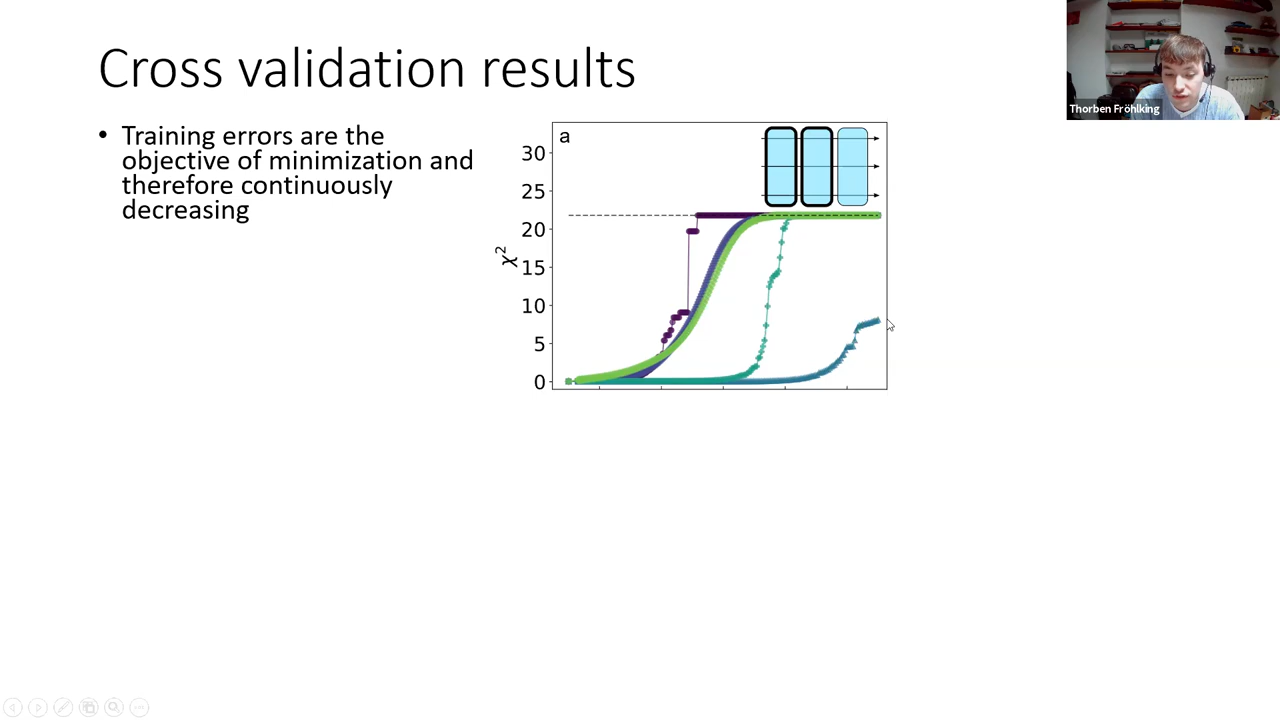 Cross validation results
• Training errors are the
objective of minimization and
therefore continuously
decreasing
a
χ²
30
25
20
15
10
5
0
Thorben Fröhlking